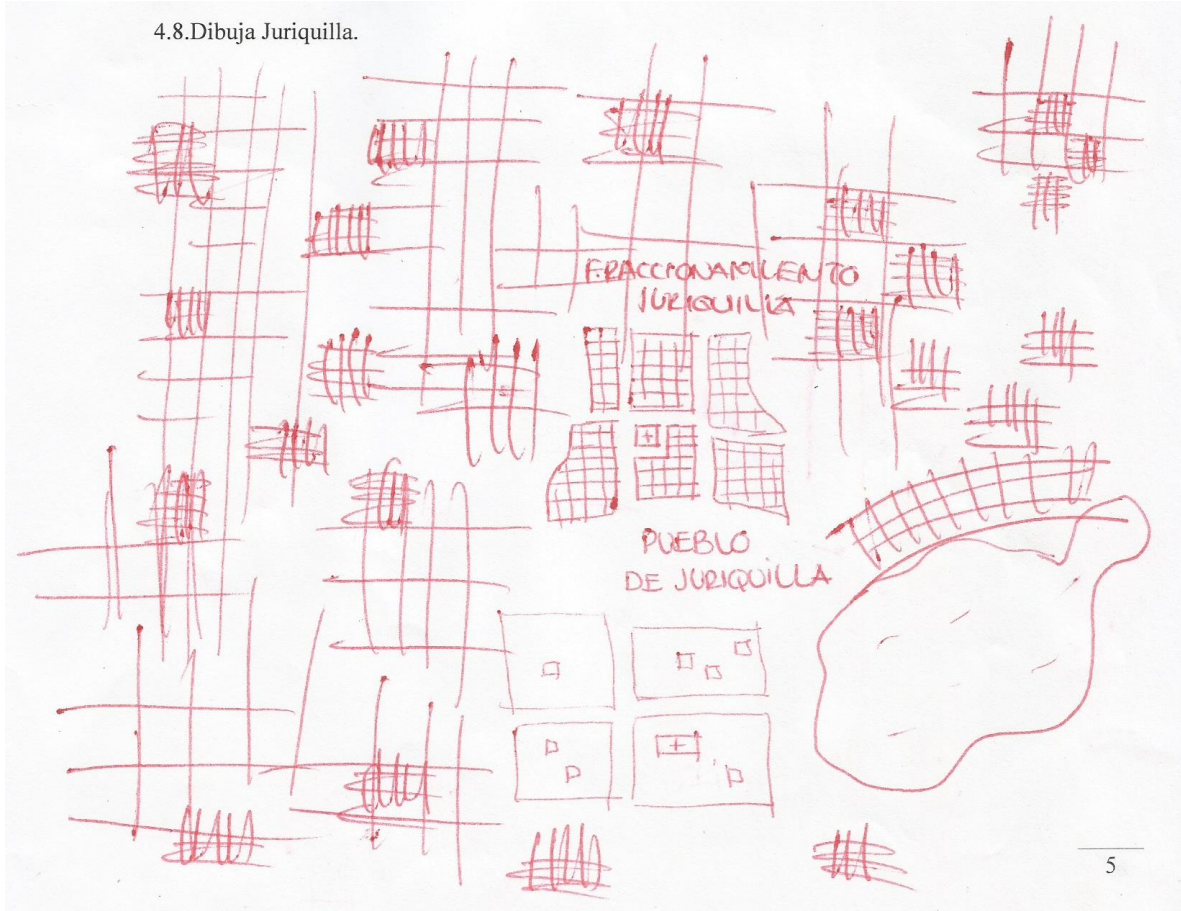 4.8.Dibuja Juriquilla.
FRACCIONAMIENTO
JURIQUILLA
PUEBLO
DE JURIQUILLA
5